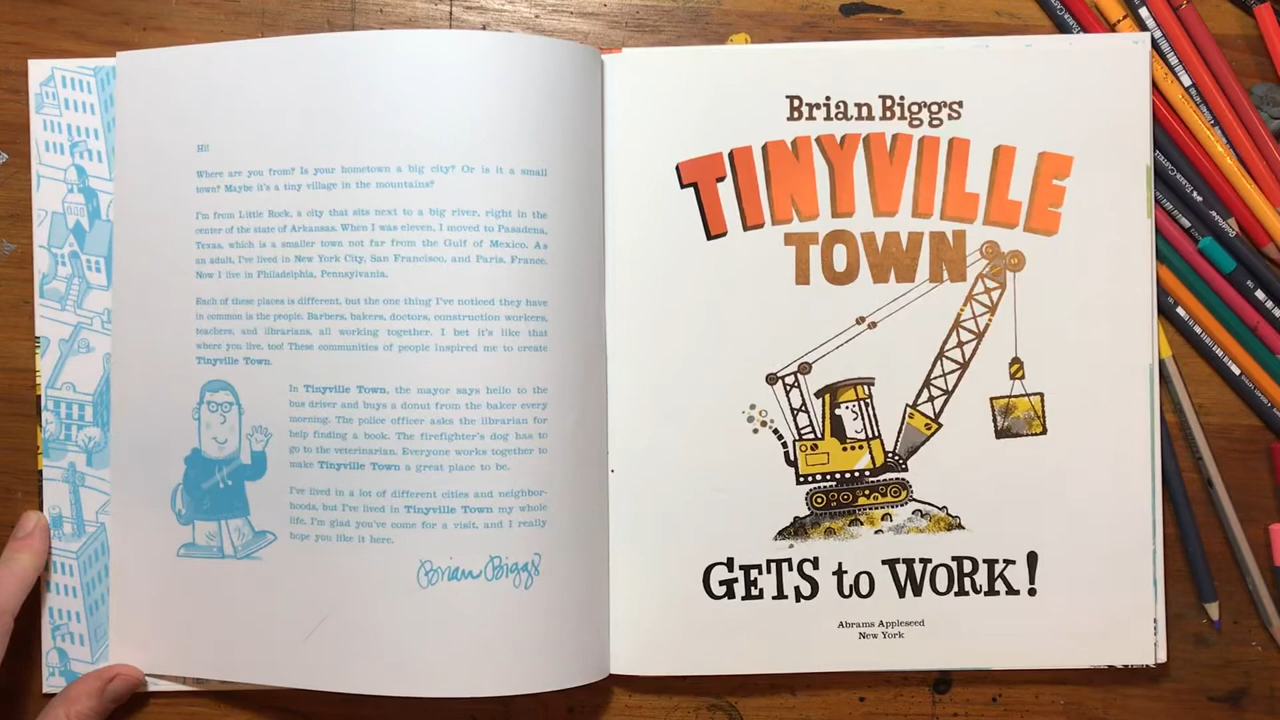 Hi!
Where are you from? Is your hometown a big city? Or is it a small
town? Maybe it's a tiny village in the mountains?
I'm from Little Rock, a city that sits next to a big river, right in the
center of the state of Arkansas. When I was eleven, I moved to Pasadena,
Texas, which is a smaller town not far from the Gulf of Mexico. As
an adult, I've lived in New York City, San Francisco, and Paris, France.
Now I live in Philadelphia, Pennsylvania.
Each of these places is different, but the one thing I've noticed they have
in common is the people. Barbers, bakers, doctors, construction workers,
teachers, and librarians, all working together. I bet it's like that
where you live, too! These communities of people inspired me to create
Tinyville Town.
In Tinyville Town, the mayor says hello to the
bus driver and buys a donut from the baker every
morning. The police officer asks the librarian for
help finding a book. The firefighter's dog has to
go to the veterinarian. Everyone works together to
make Tinyville Town a great place to be.
I've lived in a lot of different cities and neighbor-
hoods, but I've lived in Tinyville Town my whole
life. I'm glad you've come for a visit, and I really
hope you like it here.
Brian Biggs
Brian Biggs
TINYVILLE
TOWN
GETS to WORK!
Abrams Appleseed
New York
FABER-CASTELL
Goldfaber